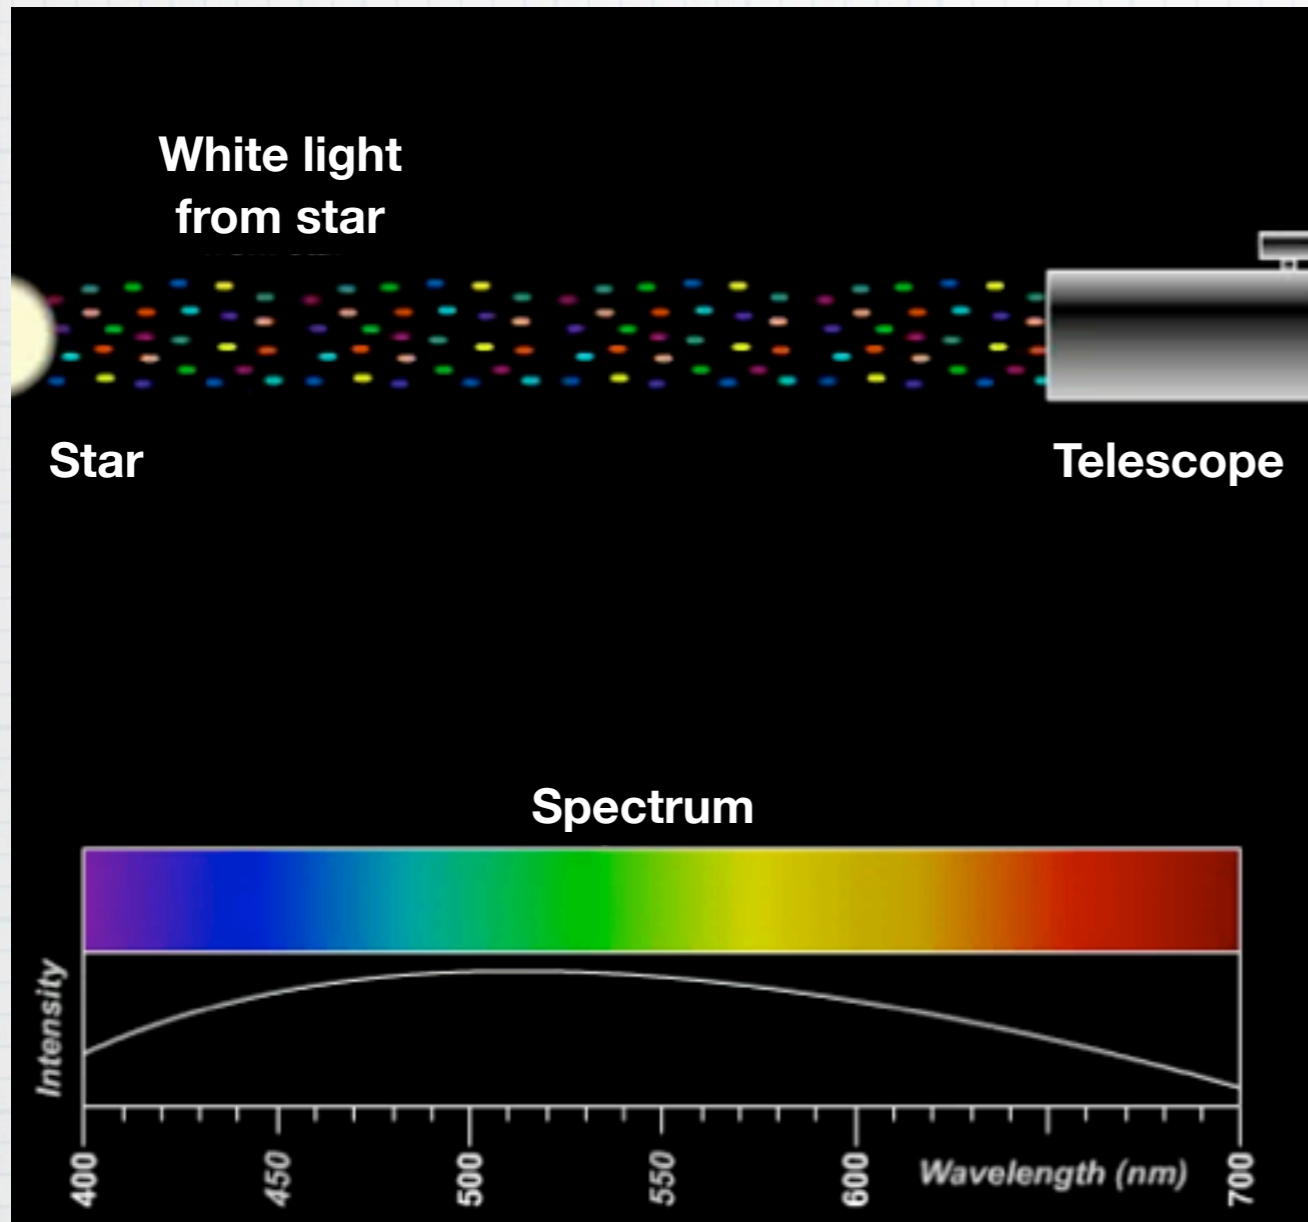 White light
from star
Star
Telescope
Spectrum
Intensity
400
450
500
550
600
Wavelength (nm)
700